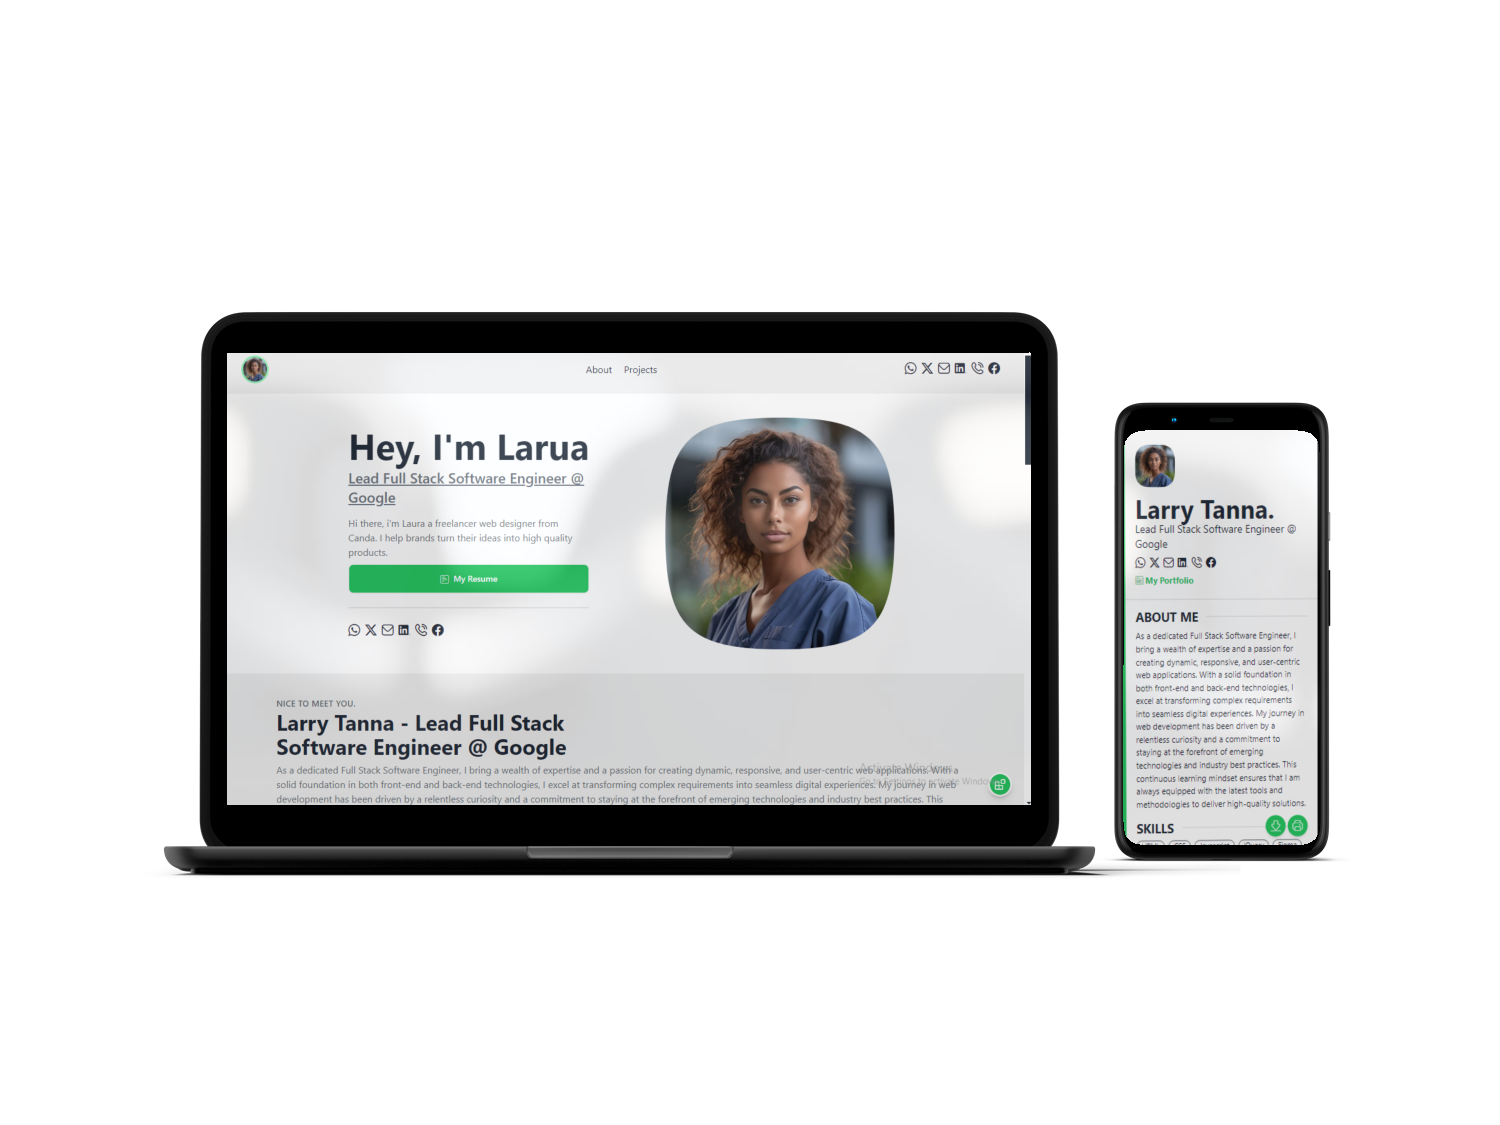 About Projects
Hey, I'm Larua
Lead Full Stack Software Engineer @
Google
Hi there, i'm Laura a freelancer web designer from
Canda. I help brands turn their ideas into high quality
products.
My Resume
NICE TO MEET YOU.
Larry Tanna - Lead Full Stack
Software Engineer @ Google
As a dedicated Full Stack Software Engineer, I bring a wealth of expertise and a passion for creating dynamic, responsive, and user-centric web applications. With a
solid foundation in both front-end and back-end technologies, I excel at transforming complex requirements into seamless digital experiences. My journey in web
development has been driven by a relentless curiosity and a commitment to staying at the forefront of emerging technologies and industry best practices. This
Activate Windows
Go to Settings to activate Windows
Larry Tanna.
Lead Full Stack Software Engineer @
Google
My Portfolio
ABOUT ME
As a dedicated Full Stack Software Engineer, I
bring a wealth of expertise and a passion for
creating dynamic, responsive, and user-centric
web applications. With a solid foundation in
both front-end and back-end technologies, I
excel at transforming complex requirements
into seamless digital experiences. My journey in
web development has been driven by a
relentless curiosity and a commitment to
staying at the forefront of emerging
technologies and industry best practices. This
continuous learning mindset ensures that I am
always equipped with the latest tools and
methodologies to deliver high-quality solutions.
SKILLS